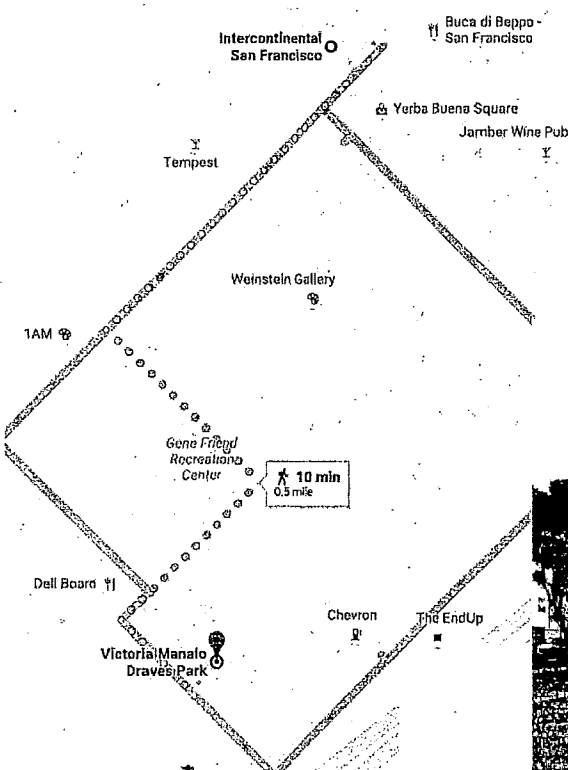 Intercontinental
San Francisco
Buca di Beppo -
San Francisco
Yerba Buena Square
Jamber Wine Pub
Tempest
Weinstein Gallery
1AM
Gene Friend
Recreationa
Center
10 min
0.5 mile
Deli Board
Chevron
The EndUp
Victoria Manalo
Draves Park